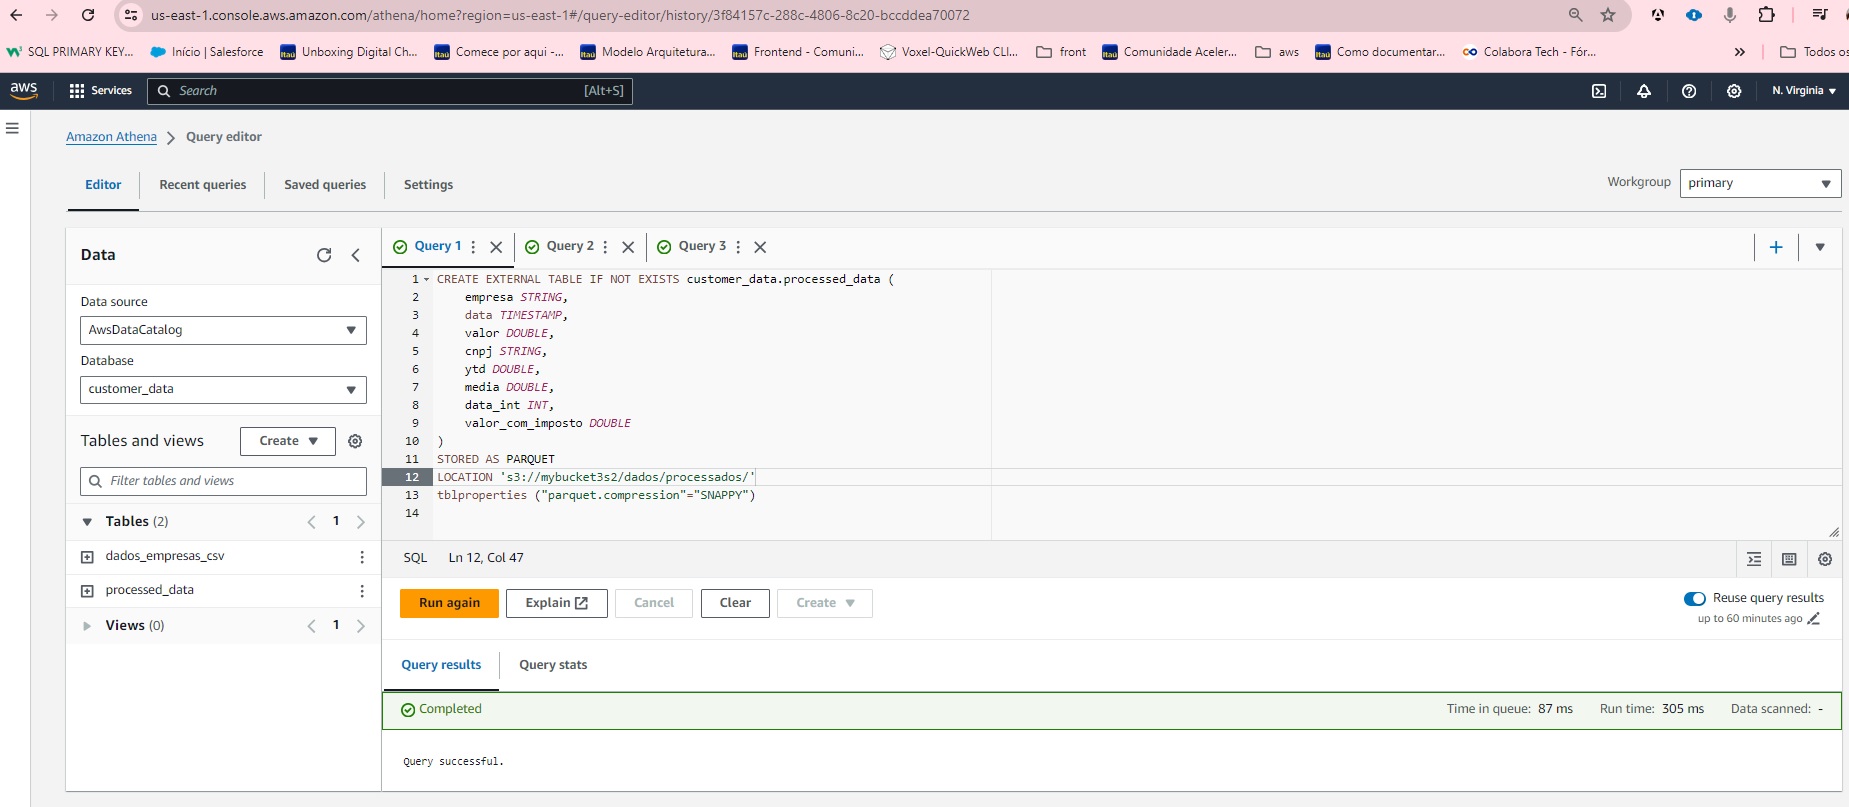 us-east-1.console.aws.amazon.com/athena/home?region=us-east-1#/query-editor/history/3f84157c-288c-4806-8c20-bccddea70072
SQL PRIMARY KEY... Início | Salesforce Unboxing Digital Ch... Comece por aqui -... Modelo Arquitetura... Frontend - Comuni... Voxel-QuickWeb CLI... front Comunidade Aceler... aws Como documentar... Colabora Tech - Fór... » Todos os
aws Services Search [Alt+S] N. Virginia
Amazon Athena > Query editor
Editor Recent queries Saved queries Settings
Workgroup primary
Data
Data source
AwsDataCatalog
Database
customer_data
Tables and views Create
Filter tables and views
Tables (2) < 1 >
dados_empresas_csv
processed_data
Views (0) < 1 >
Query 1 Query 2 Query 3
1 CREATE EXTERNAL TABLE IF NOT EXISTS customer_data.processed_data (
2 empresa STRING,
3 data TIMESTAMP,
4 valor DOUBLE,
5 cnpj STRING,
6 ytd DOUBLE,
7 media DOUBLE,
8 data_int INT,
9 valor_com_imposto DOUBLE
10 )
11 STORED AS PARQUET
12 LOCATION 's3://mybucket3s2/dados/processados/'
13 tblproperties ("parquet.compression"="SNAPPY")
14
SQL Ln 12, Col 47
Run again Explain Cancel Clear Create
Reuse query results
up to 60 minutes ago
Query results Query stats
Completed Time in queue: 87 ms Run time: 305 ms Data scanned: -
Query successful.